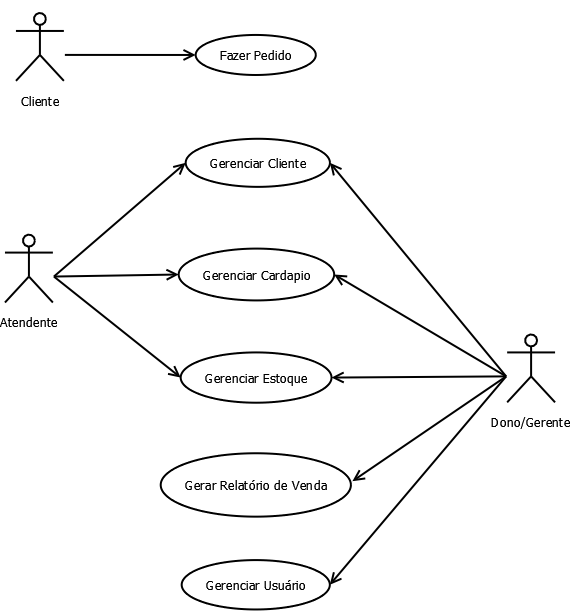 Fazer Pedido
Cliente
Gerenciar Cliente
Gerenciar Cardapio
Atendente
Gerenciar Estoque
Dono/Gerente
Gerar Relatório de Venda
Gerenciar Usuário